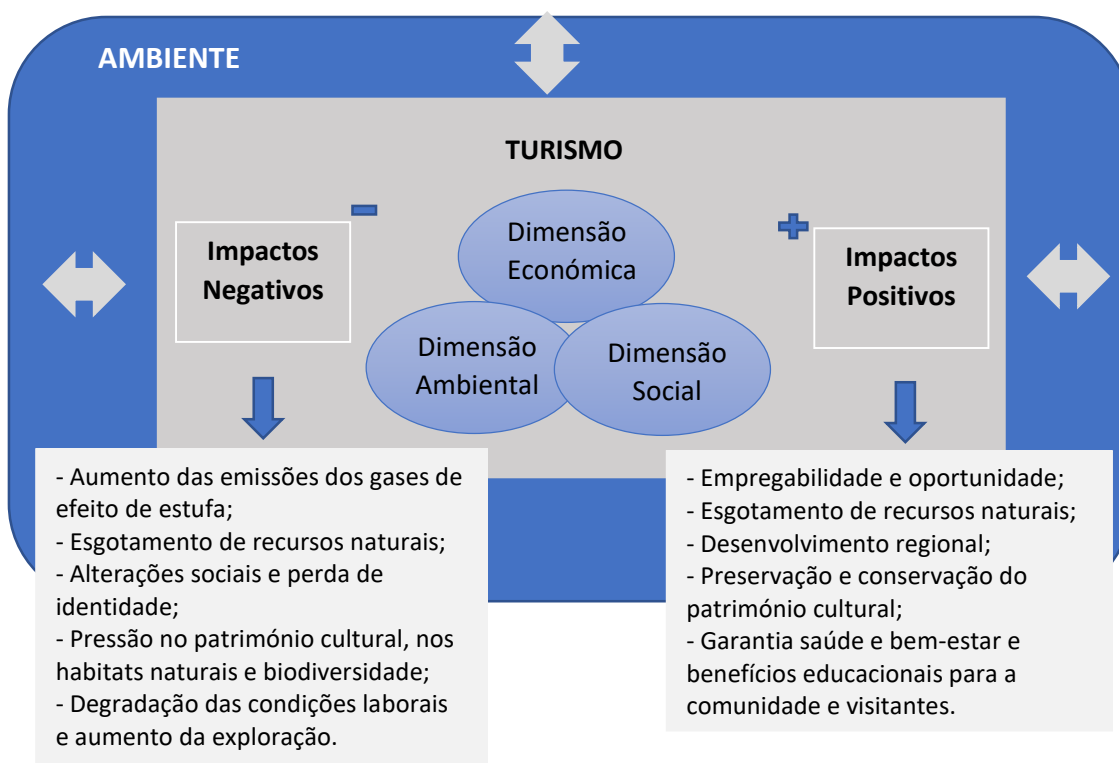 AMBIENTE
TURISMO
Impactos
Negativos
Dimensão
Económica
Impactos
Positivos
Dimensão
Ambiental
Dimensão
Social
- Aumento das emissões dos gases de
efeito de estufa;
- Esgotamento de recursos naturais;
- Alterações sociais e perda de
identidade;
- Pressão no património cultural, nos
habitats naturais e biodiversidade;
- Degradação das condições laborais
e aumento da exploração.
- Empregabilidade e oportunidade;
- Esgotamento de recursos naturais;
- Desenvolvimento regional;
- Preservação e conservação do
património cultural;
- Garantia saúde e bem-estar e
benefícios educacionais para a
comunidade e visitantes.